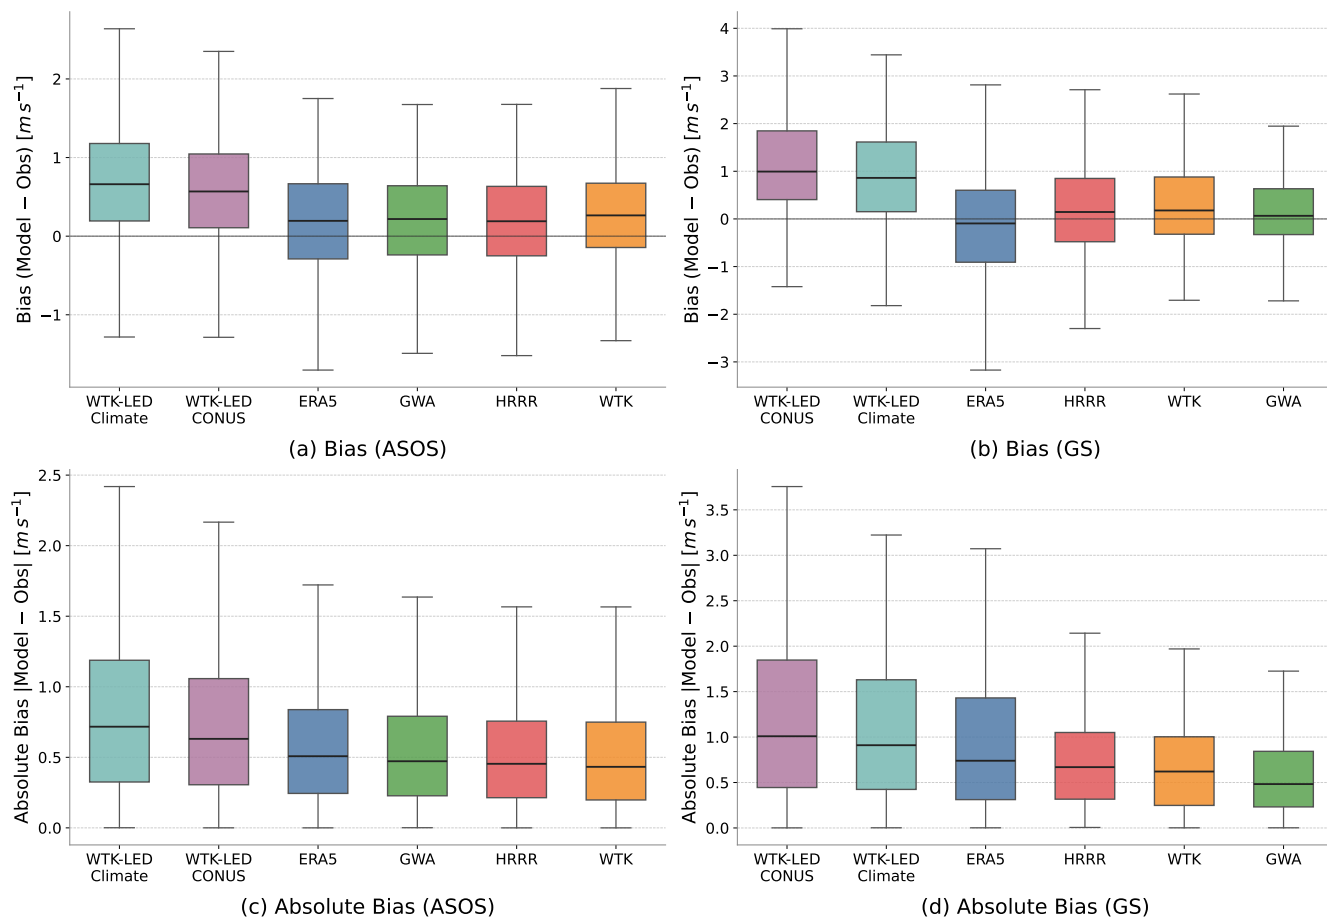 Bias (Model − Obs) [m s⁻¹]
2
1
0
−1
WTK-LED
Climate
WTK-LED
CONUS
ERA5
GWA
HRRR
WTK
(a) Bias (ASOS)
Bias (Model − Obs) [m s⁻¹]
4
3
2
1
0
−1
−2
−3
WTK-LED
CONUS
WTK-LED
Climate
ERA5
HRRR
WTK
GWA
(b) Bias (GS)
Absolute Bias |Model − Obs| [m s⁻¹]
2.5
2.0
1.5
1.0
0.5
0.0
WTK-LED
Climate
WTK-LED
CONUS
ERA5
GWA
HRRR
WTK
(c) Absolute Bias (ASOS)
Absolute Bias |Model − Obs| [m s⁻¹]
3.5
3.0
2.5
2.0
1.5
1.0
0.5
0.0
WTK-LED
CONUS
WTK-LED
Climate
ERA5
HRRR
WTK
GWA
(d) Absolute Bias (GS)